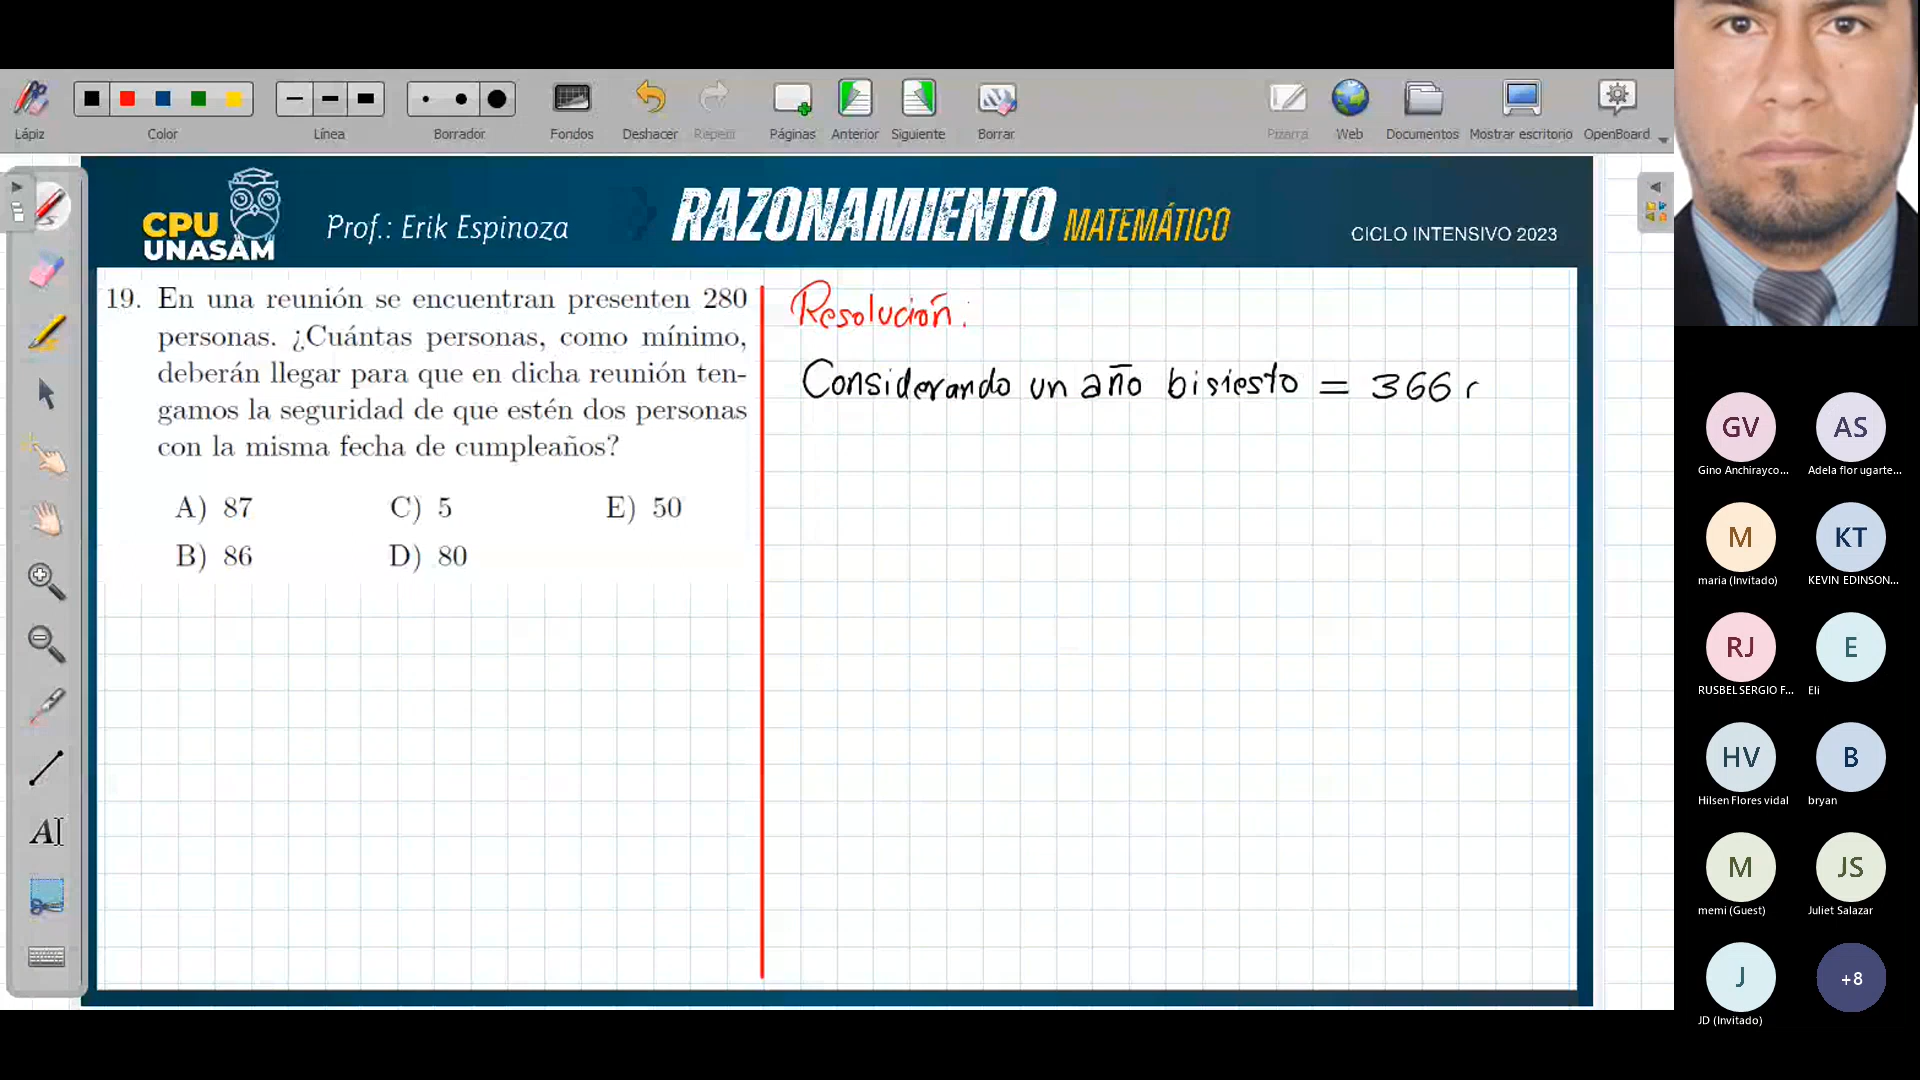 Lápiz
Color
Línea
Borrador
Fondos
Deshacer
Repetir
Páginas
Anterior
Siguiente
Borrar
Pizarra
Web
Documentos
Mostrar escritorio
OpenBoard
CPU
UNASAM
Prof.: Erik Espinoza
RAZONAMIENTO MATEMÁTICO
CICLO INTENSIVO 2023
19. En una reunión se encuentran presenten 280
personas. ¿Cuántas personas, como mínimo,
deberán llegar para que en dicha reunión ten-
gamos la seguridad de que estén dos personas
con la misma fecha de cumpleaños?
A) 87 C) 5 E) 50
B) 86 D) 80
Resolución:
Considerando un año bisiesto = 366
AI
GV AS
Gino Anchirayco... Adela flor ugarte...
M KT
maria (Invitado) KEVIN EDINSON...
RJ E
RUSBEL SERGIO F... Eli
HV B
Hilsen Flores vidal bryan
M JS
memi (Guest) Juliet Salazar
J +8
JD (Invitado)